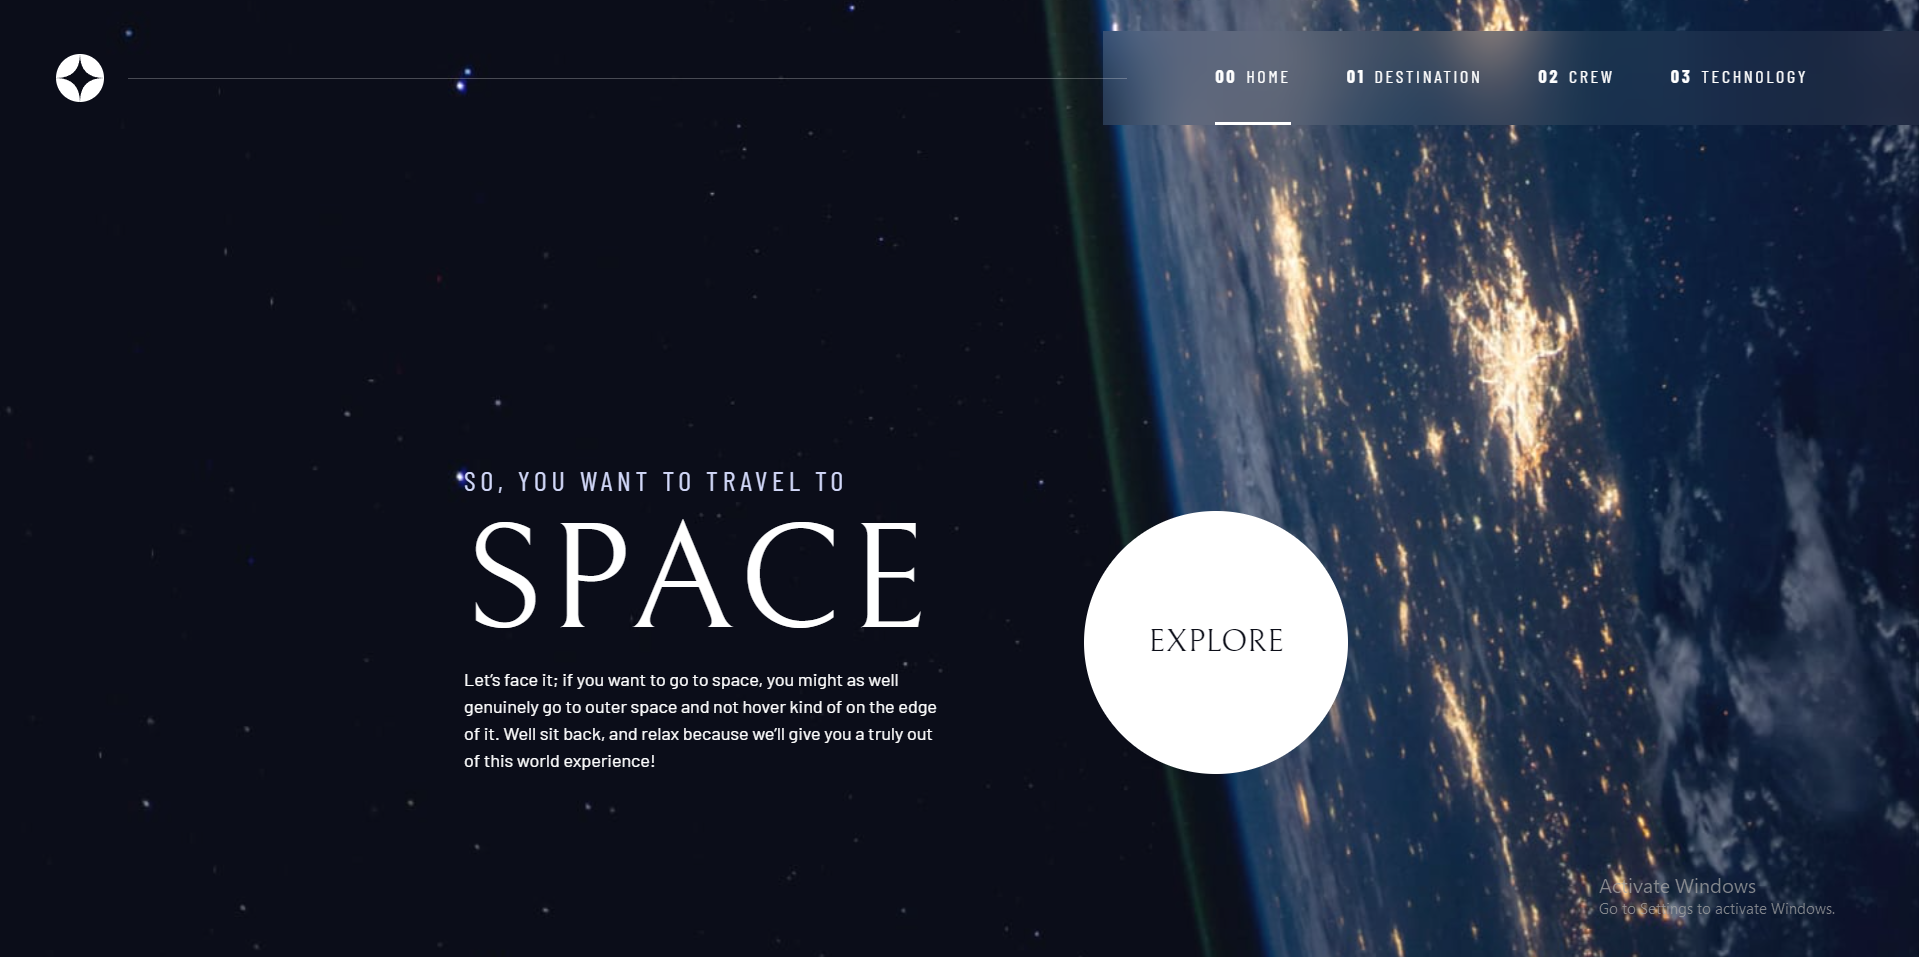 00 HOME 01 DESTINATION 02 CREW 03 TECHNOLOGY
SO, YOU WANT TO TRAVEL TO
SPACE
Let’s face it; if you want to go to space, you might as well
genuinely go to outer space and not hover kind of on the edge
of it. Well sit back, and relax because we’ll give you a truly out
of this world experience!
EXPLORE
Activate Windows
Go to Settings to activate Windows.